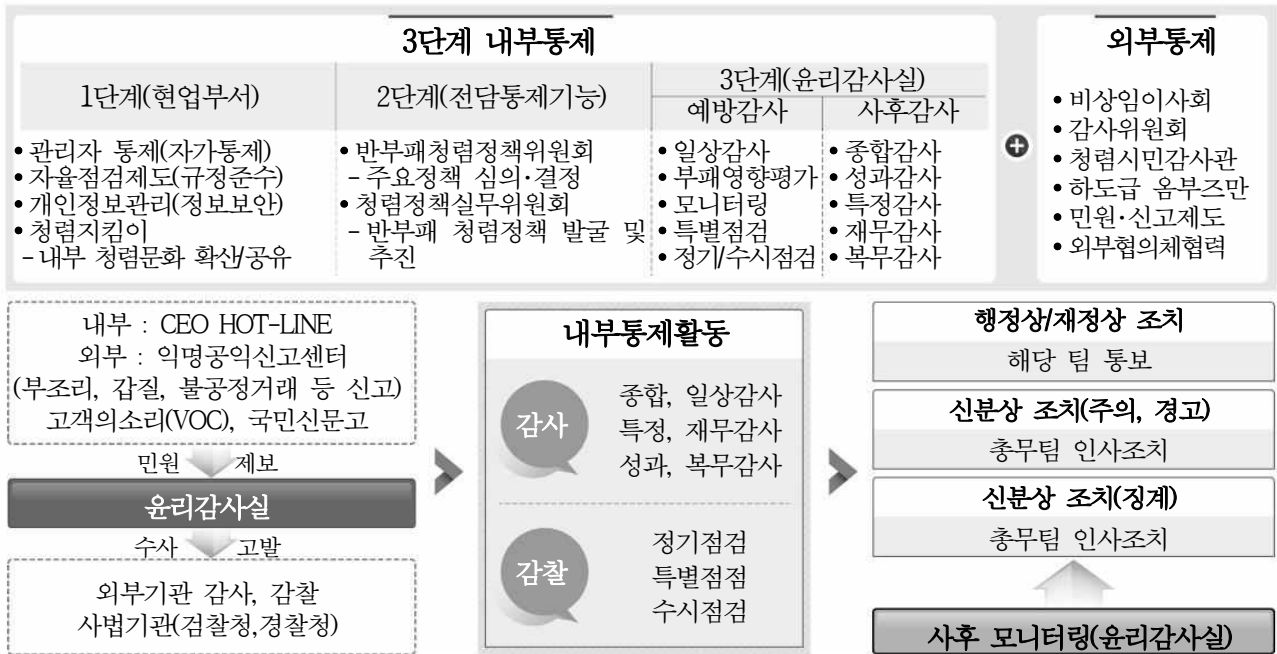 3단계 내부통제
1단계(현업부서)
• 관리자 통제(자가통제)
• 자율점검제도(규정준수)
• 개인정보관리(정보보안)
• 청렴지킴이
- 내부 청렴문화 확산/공유
2단계(전담통제기능)
• 반부패청렴정책위원회
- 주요정책 심의·결정
• 청렴정책실무위원회
- 반부패 청렴정책 발굴 및
추진
3단계(윤리감사실)
예방감사
• 일상감사
• 부패영향평가
• 모니터링
• 특별점검
• 정기/수시점검
사후감사
• 종합감사
• 성과감사
• 특정감사
• 재무감사
• 복무감사
외부통제
• 비상임이사회
• 감사위원회
• 청렴시민감사관
• 하도급 옴부즈만
• 민원·신고제도
• 외부협의체협력
내부 : CEO HOT-LINE
외부 : 익명공익신고센터
(부조리, 갑질, 불공정거래 등 신고)
고객의소리(VOC), 국민신문고
민원 제보
윤리감사실
수사 고발
외부기관 감사, 감찰
사법기관(검찰청,경찰청)
내부통제활동
감사
종합, 일상감사
특정, 재무감사
성과, 복무감사
감찰
정기점검
특별점점
수시점검
행정상/재정상 조치
해당 팀 통보
신분상 조치(주의, 경고)
총무팀 인사조치
신분상 조치(징계)
총무팀 인사조치
사후 모니터링(윤리감사실)